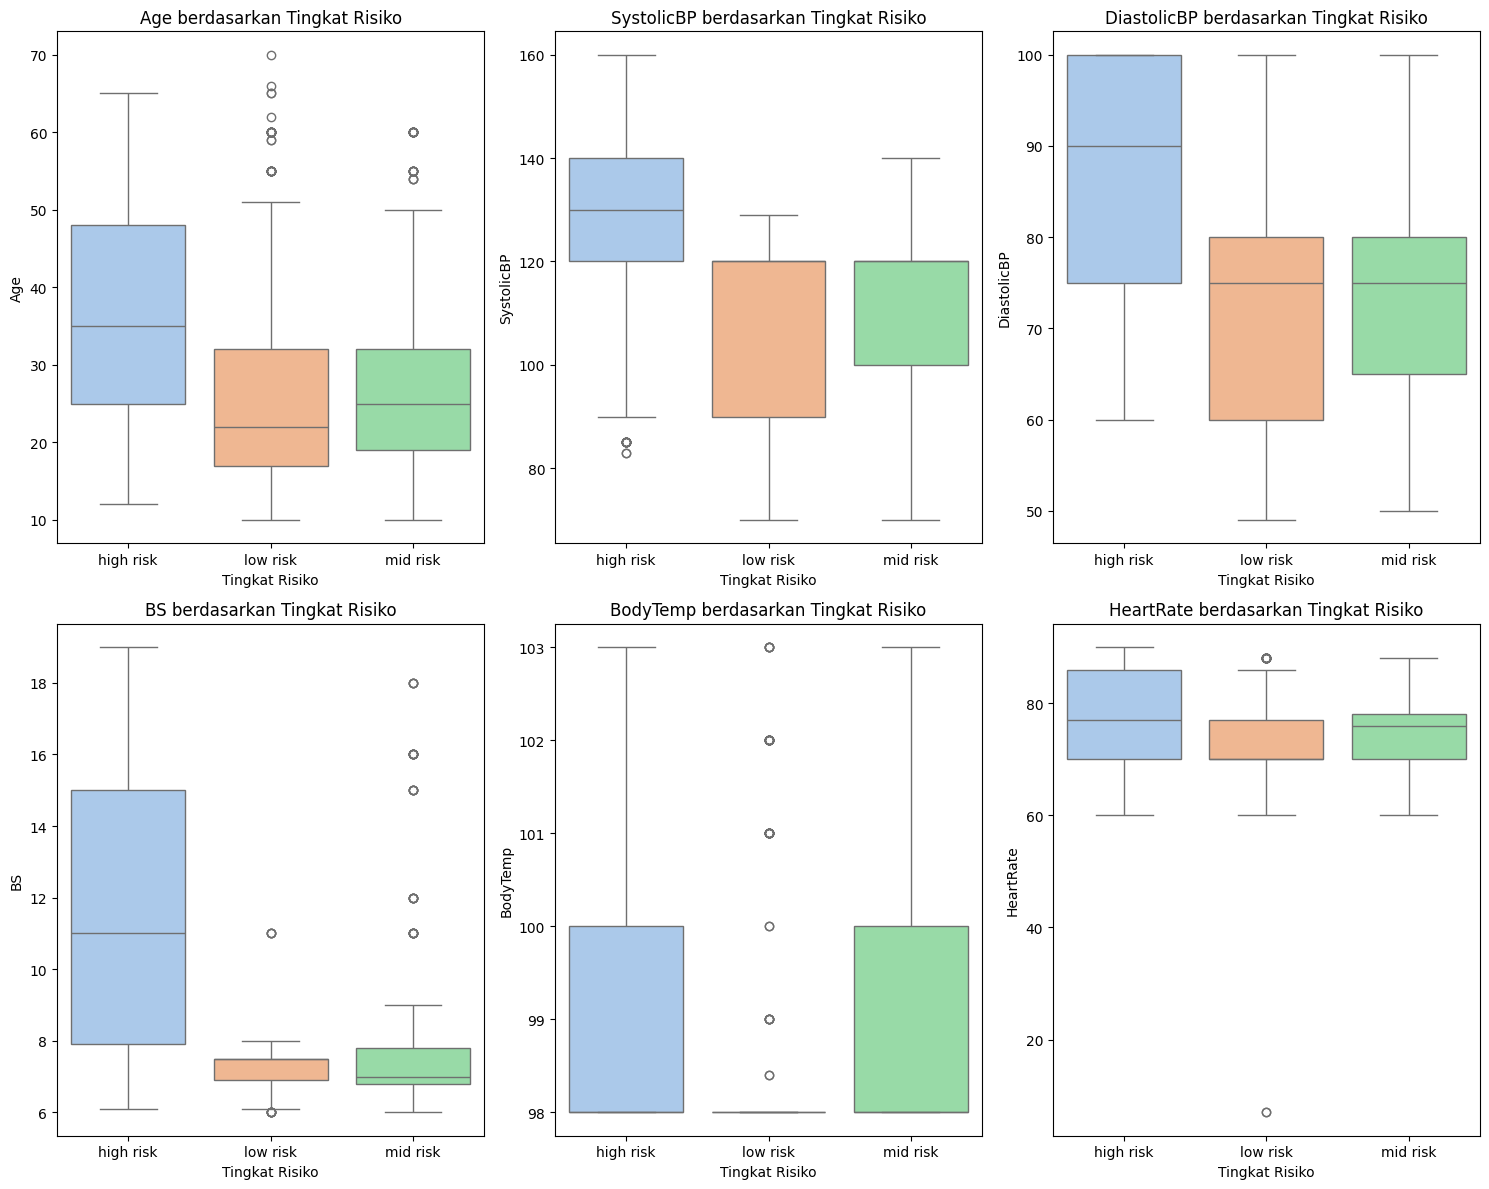 Age berdasarkan Tingkat Risiko
70
60
50
40
30
20
10
Age
high risk
low risk
mid risk
Tingkat Risiko
SystolicBP berdasarkan Tingkat Risiko
160
140
120
100
80
SystolicBP
high risk
low risk
mid risk
Tingkat Risiko
DiastolicBP berdasarkan Tingkat Risiko
100
90
80
70
60
50
DiastolicBP
high risk
low risk
mid risk
Tingkat Risiko
BS berdasarkan Tingkat Risiko
18
16
14
12
10
8
6
BS
high risk
low risk
mid risk
Tingkat Risiko
BodyTemp berdasarkan Tingkat Risiko
103
102
101
100
99
98
BodyTemp
high risk
low risk
mid risk
Tingkat Risiko
HeartRate berdasarkan Tingkat Risiko
80
60
40
20
HeartRate
high risk
low risk
mid risk
Tingkat Risiko